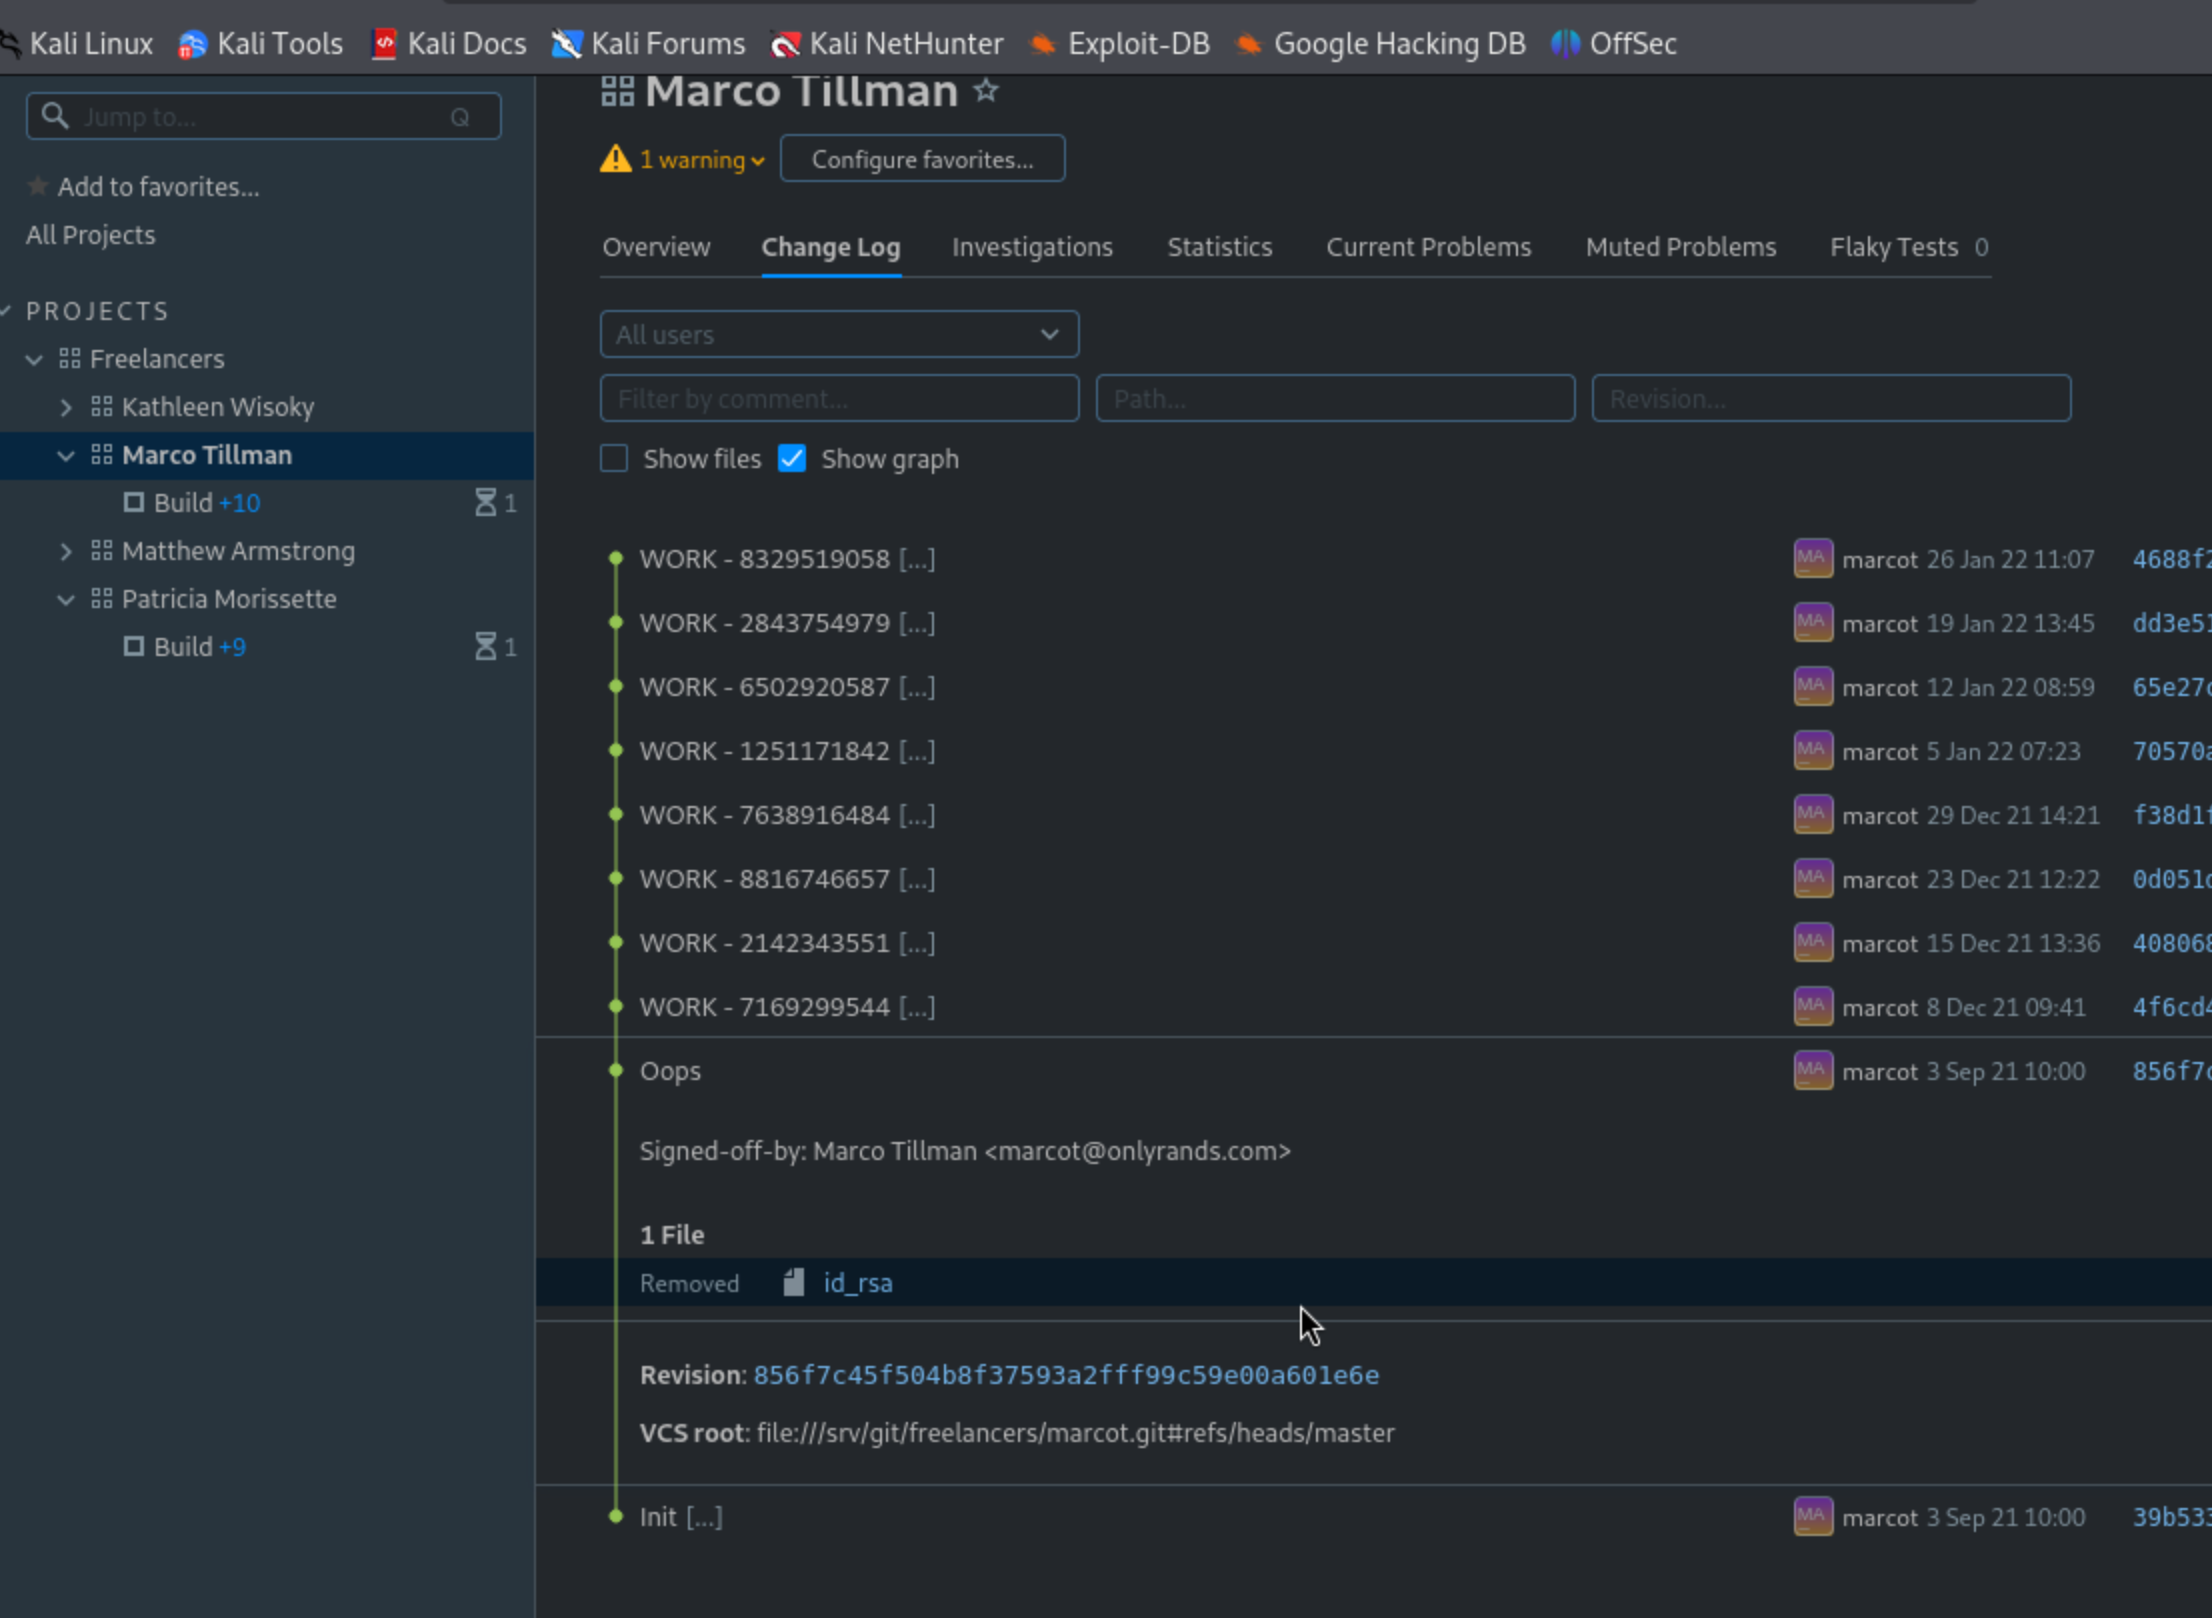 Kali Linux Kali Tools Kali Docs Kali Forums Kali NetHunter Exploit-DB Google Hacking DB OffSec
Jump to... Q
Add to favorites...
All Projects
PROJECTS
Freelancers
Kathleen Wisoky
Marco Tillman
Build +10 1
Matthew Armstrong
Patricia Morissette
Build +9 1
Marco Tillman
1 warning Configure favorites...
Overview Change Log Investigations Statistics Current Problems Muted Problems Flaky Tests 0
All users
Filter by comment... Path... Revision...
Show files Show graph
WORK - 8329519058 [...] MA marcot 26 Jan 22 11:07 4688f2
WORK - 2843754979 [...] MA marcot 19 Jan 22 13:45 dd3e51
WORK - 6502920587 [...] MA marcot 12 Jan 22 08:59 65e27
WORK - 1251171842 [...] MA marcot 5 Jan 22 07:23 70570a
WORK - 7638916484 [...] MA marcot 29 Dec 21 14:21 f38d1f
WORK - 8816746657 [...] MA marcot 23 Dec 21 12:22 0d051
WORK - 2142343551 [...] MA marcot 15 Dec 21 13:36 408068
WORK - 7169299544 [...] MA marcot 8 Dec 21 09:41 4f6cd4
Oops MA marcot 3 Sep 21 10:00 856f7c
Signed-off-by: Marco Tillman <marcot@onlyrands.com>
1 File
Removed id_rsa
Revision: 856f7c45f504b8f37593a2fff99c59e00a601e6e
VCS root: file:///srv/git/freelancers/marcot.git#refs/heads/master
Init [...] MA marcot 3 Sep 21 10:00 39b533